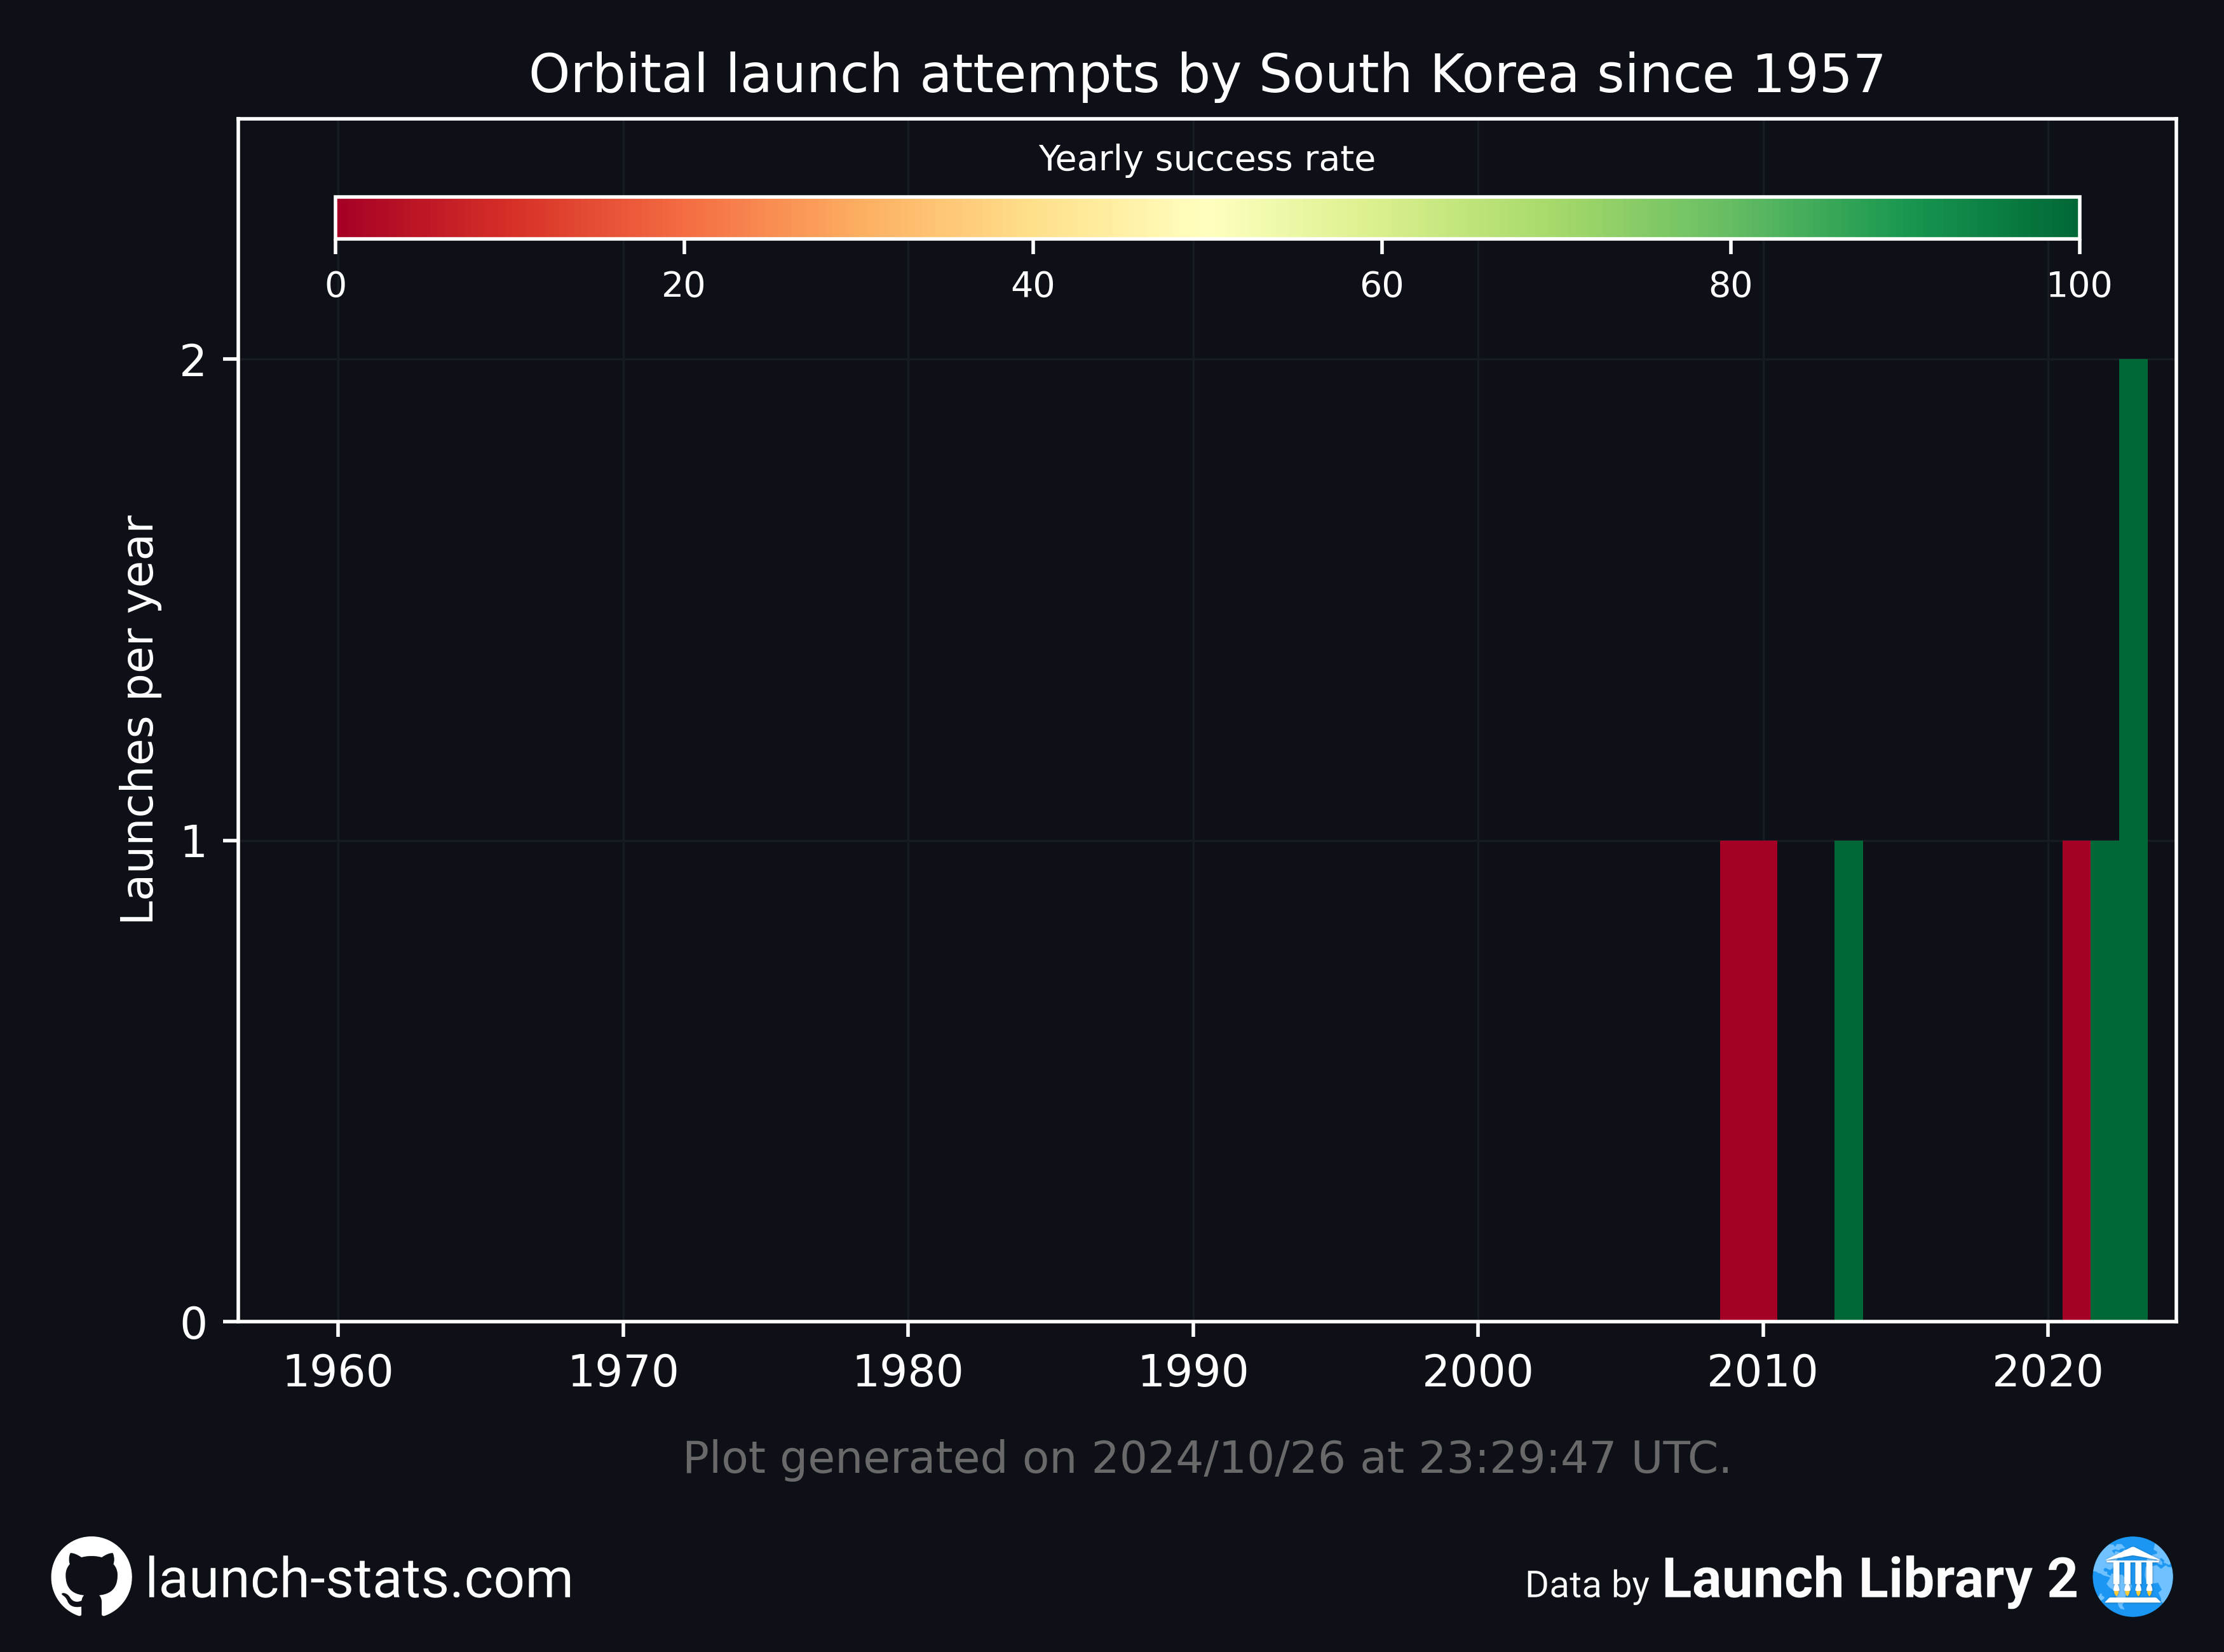 Orbital launch attempts by South Korea since 1957
Yearly success rate
0 20 40 60 80 100
Launches per year
2
1
0
1960 1970 1980 1990 2000 2010 2020
Plot generated on 2024/10/26 at 23:29:47 UTC.
launch-stats.com
Data by Launch Library 2